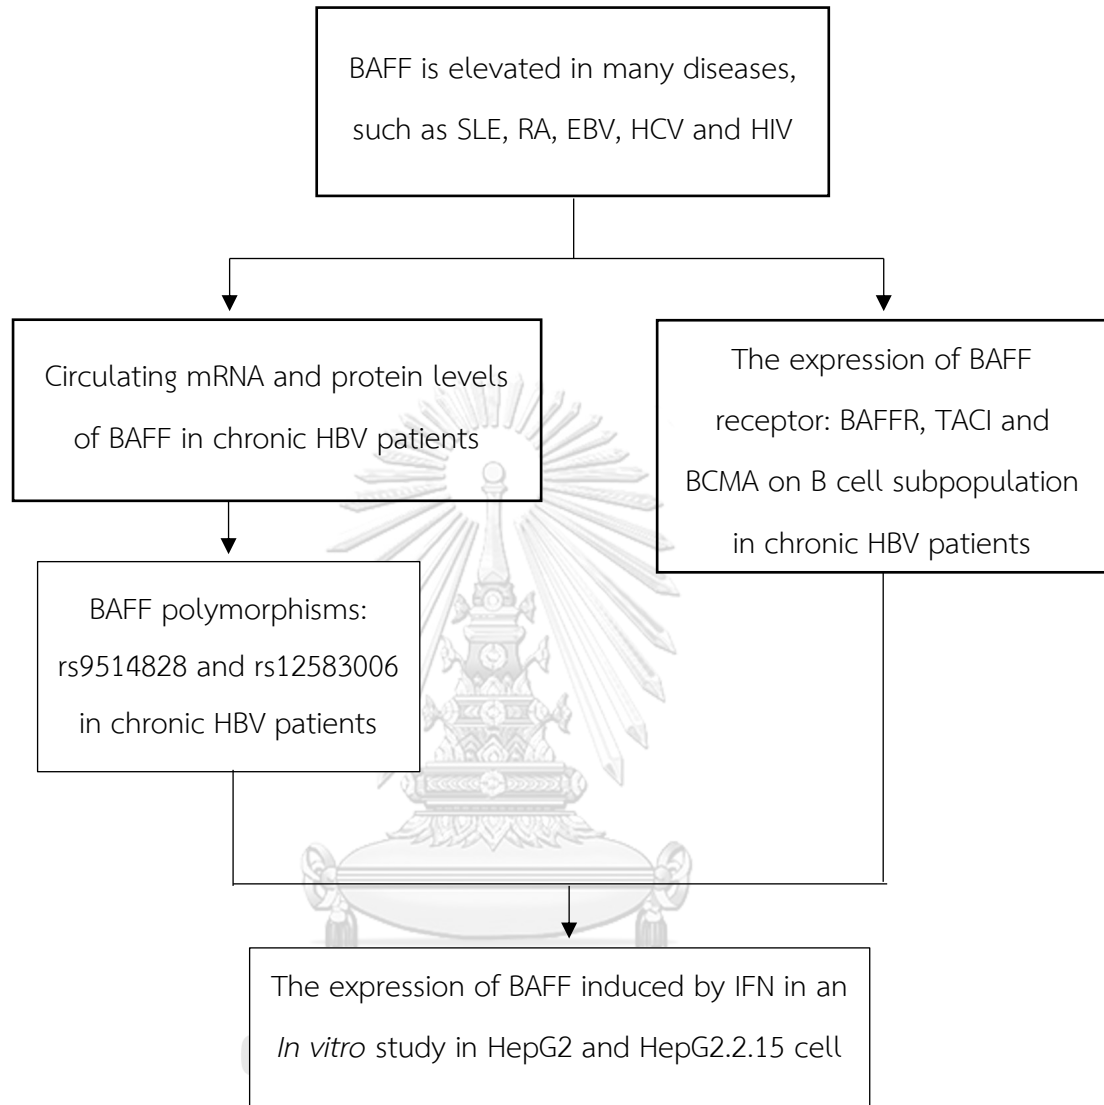 BAFF is elevated in many diseases,
such as SLE, RA, EBV, HCV and HIV
Circulating mRNA and protein levels
of BAFF in chronic HBV patients
The expression of BAFF
receptor: BAFFR, TACI and
BCMA on B cell subpopulation
in chronic HBV patients
BAFF polymorphisms:
rs9514828 and rs12583006
in chronic HBV patients
The expression of BAFF induced by IFN in an
In vitro study in HepG2 and HepG2.2.15 cell